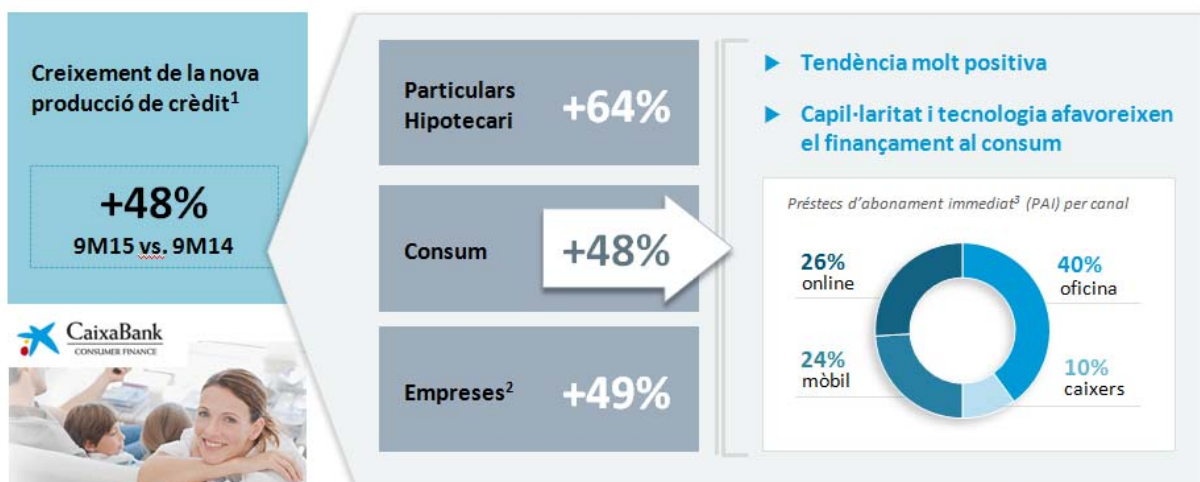 Creixement de la nova
producció de crèdit¹
+48%
9M15 vs. 9M14
CaixaBank
CONSUMER FINANCE
Particulars
Hipotecari
+64%
Consum
+48%
Empreses²
+49%
Tendència molt positiva
Capil·laritat i tecnologia afavoreixen
el finançament al consum
Préstecs d'abonament immediat³ (PAI) per canal
26%
online
40%
oficina
24%
mòbil
10%
caixers